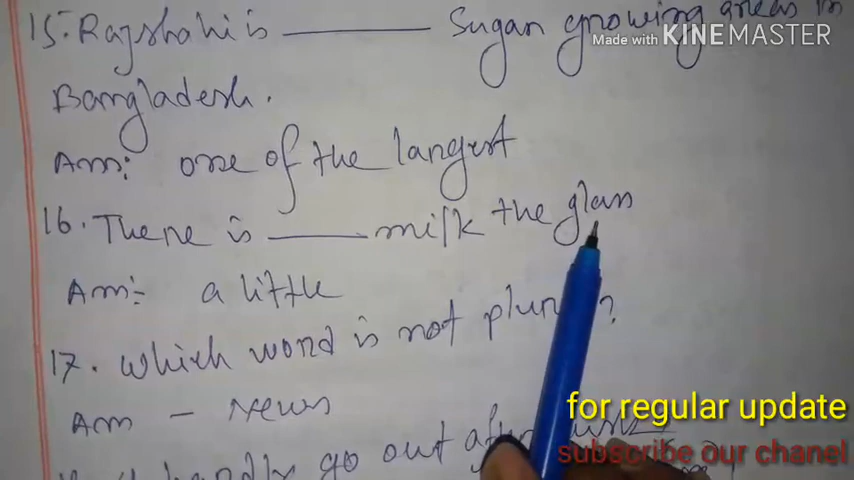 15. Rajshahi is ______ Sugar growing areas in
Made with KINEMASTER
Bangladesh.
Ans: one of the largest
16. There is ______ milk the glass
Ans:- a little
17. which word is not plural?
Ans - News
hardly go out after
for regular update
subscribe our chanel